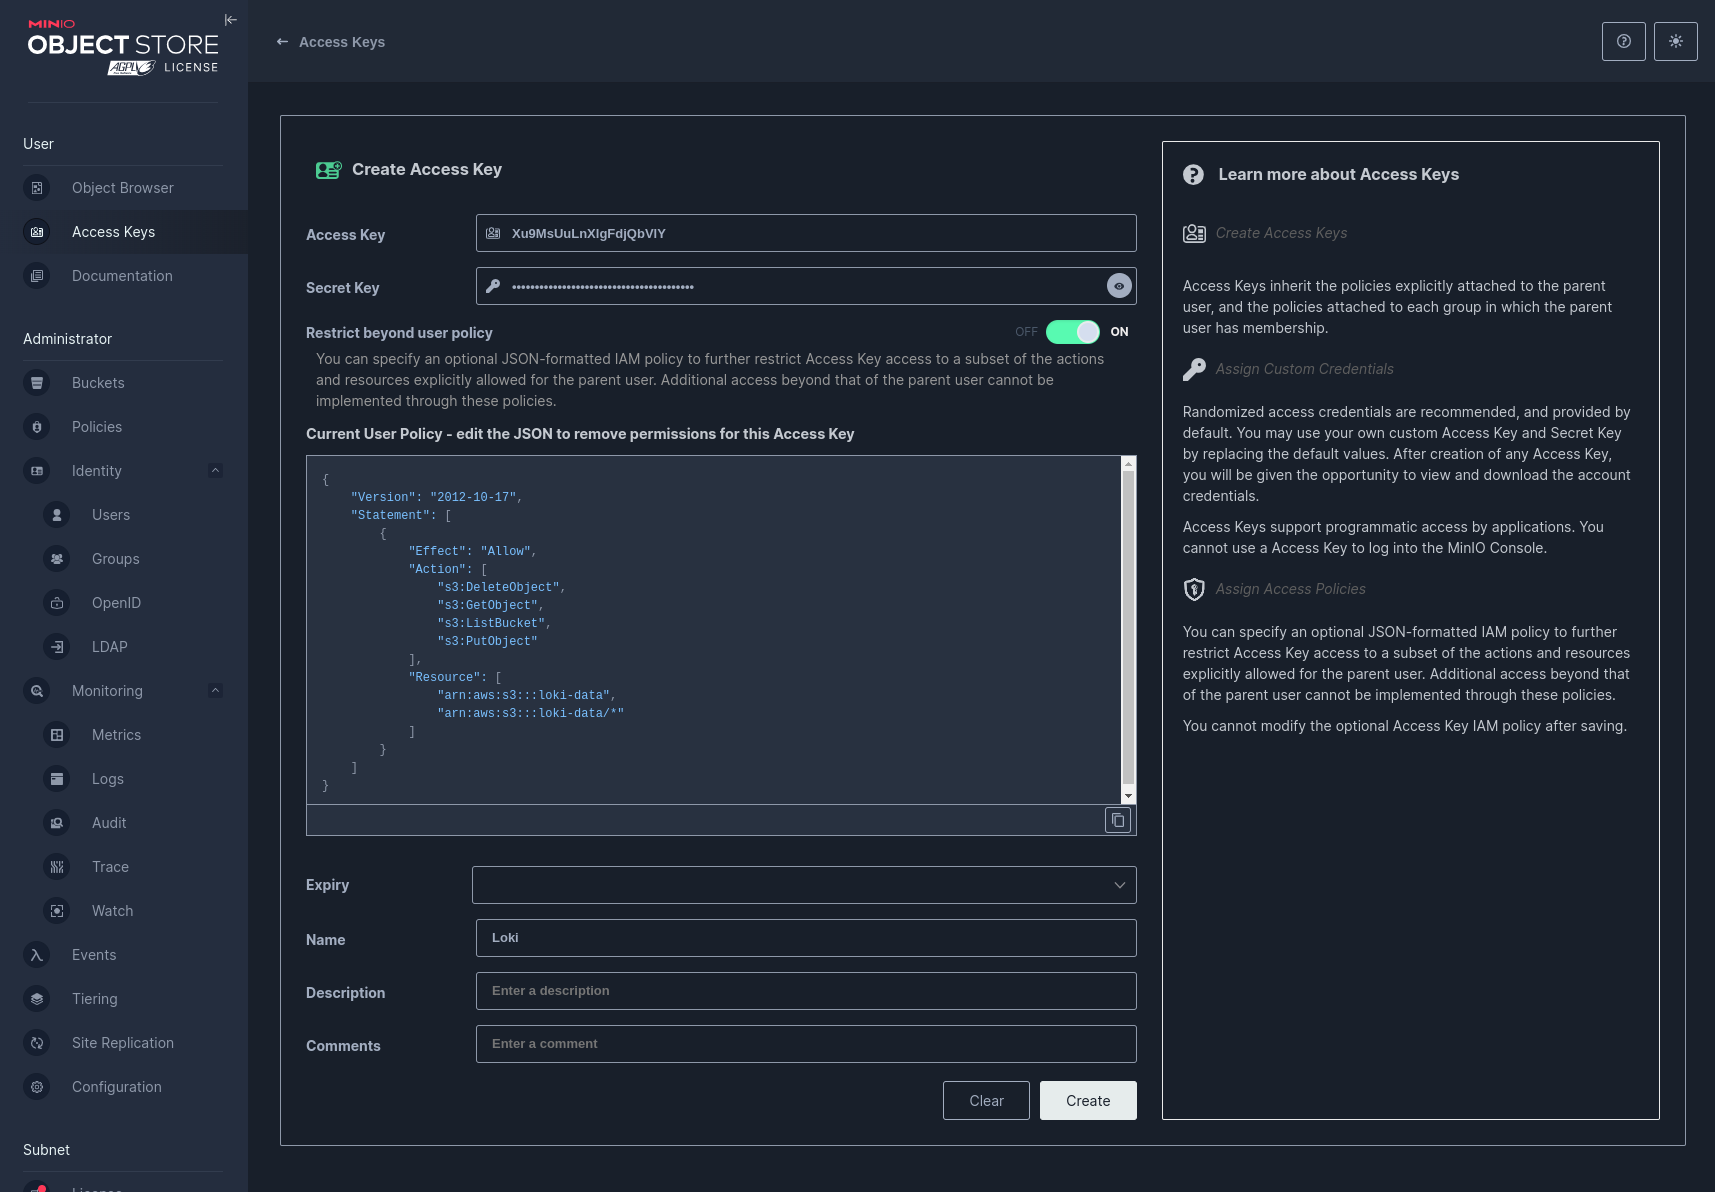 MINIO
OBJECT STORE
AGPLv3 LICENSE
User
Object Browser
Access Keys
Documentation
Administrator
Buckets
Policies
Identity
Users
Groups
OpenID
LDAP
Monitoring
Metrics
Logs
Audit
Trace
Watch
Events
Tiering
Site Replication
Configuration
Subnet
License
← Access Keys
Create Access Key
Access Key
Xu9MsUuLnXlgFdjQbVlY
Secret Key
••••••••••••••••••••••••••••••••••••••••
Restrict beyond user policy
OFF
ON
You can specify an optional JSON-formatted IAM policy to further restrict Access Key access to a subset of the actions
and resources explicitly allowed for the parent user. Additional access beyond that of the parent user cannot be
implemented through these policies.
Current User Policy - edit the JSON to remove permissions for this Access Key
{
    "Version": "2012-10-17",
    "Statement": [
        {
            "Effect": "Allow",
            "Action": [
                "s3:DeleteObject",
                "s3:GetObject",
                "s3:ListBucket",
                "s3:PutObject"
            ],
            "Resource": [
                "arn:aws:s3:::loki-data",
                "arn:aws:s3:::loki-data/*"
            ]
        }
    ]
}
Expiry
Name
Loki
Description
Enter a description
Comments
Enter a comment
Clear
Create
Learn more about Access Keys
Create Access Keys
Access Keys inherit the policies explicitly attached to the parent
user, and the policies attached to each group in which the parent
user has membership.
Assign Custom Credentials
Randomized access credentials are recommended, and provided by
default. You may use your own custom Access Key and Secret Key
by replacing the default values. After creation of any Access Key,
you will be given the opportunity to view and download the account
credentials.
Access Keys support programmatic access by applications. You
cannot use a Access Key to log into the MinIO Console.
Assign Access Policies
You can specify an optional JSON-formatted IAM policy to further
restrict Access Key access to a subset of the actions and resources
explicitly allowed for the parent user. Additional access beyond that
of the parent user cannot be implemented through these policies.
You cannot modify the optional Access Key IAM policy after saving.